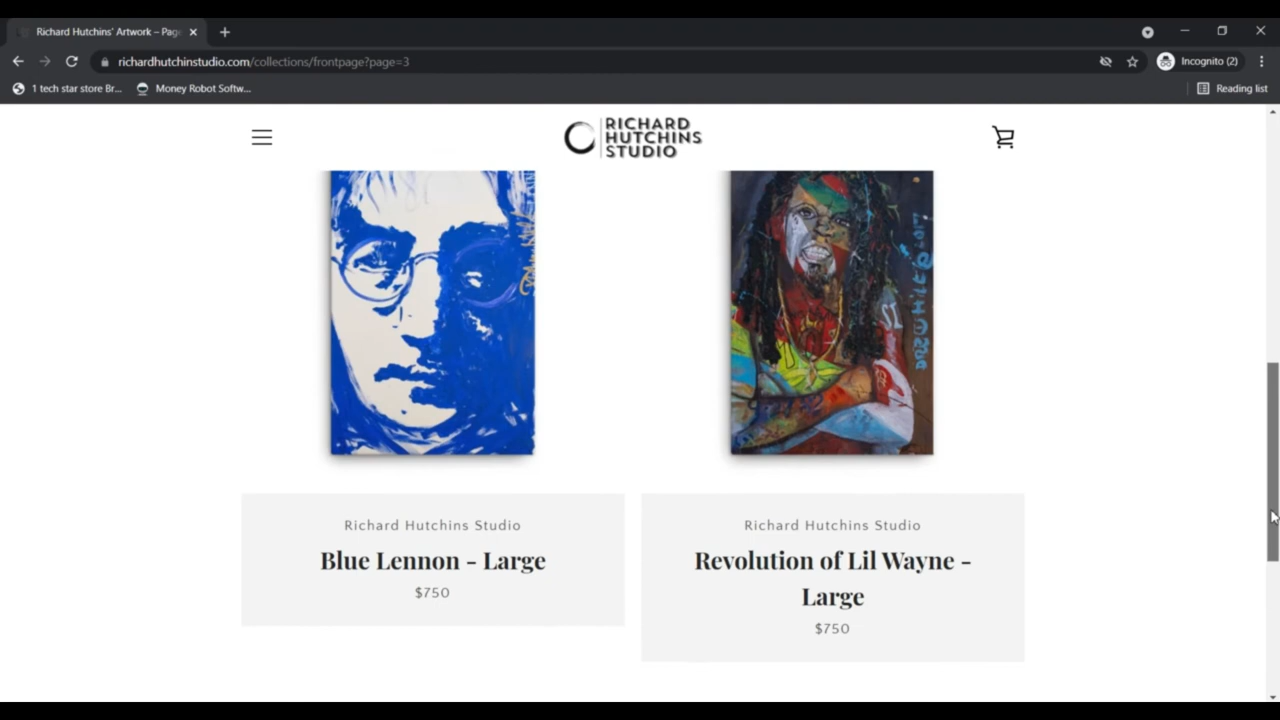 Richard Hutchins' Artwork – Pag
richardhutchinstudio.com/collections/frontpage?page=3
Incognito (2)
1 tech star store Br...
Money Robot Softw...
Reading list
RICHARD
HUTCHINS
STUDIO
Richard Hutchins Studio
Blue Lennon - Large
$750
Richard Hutchins Studio
Revolution of Lil Wayne -
Large
$750